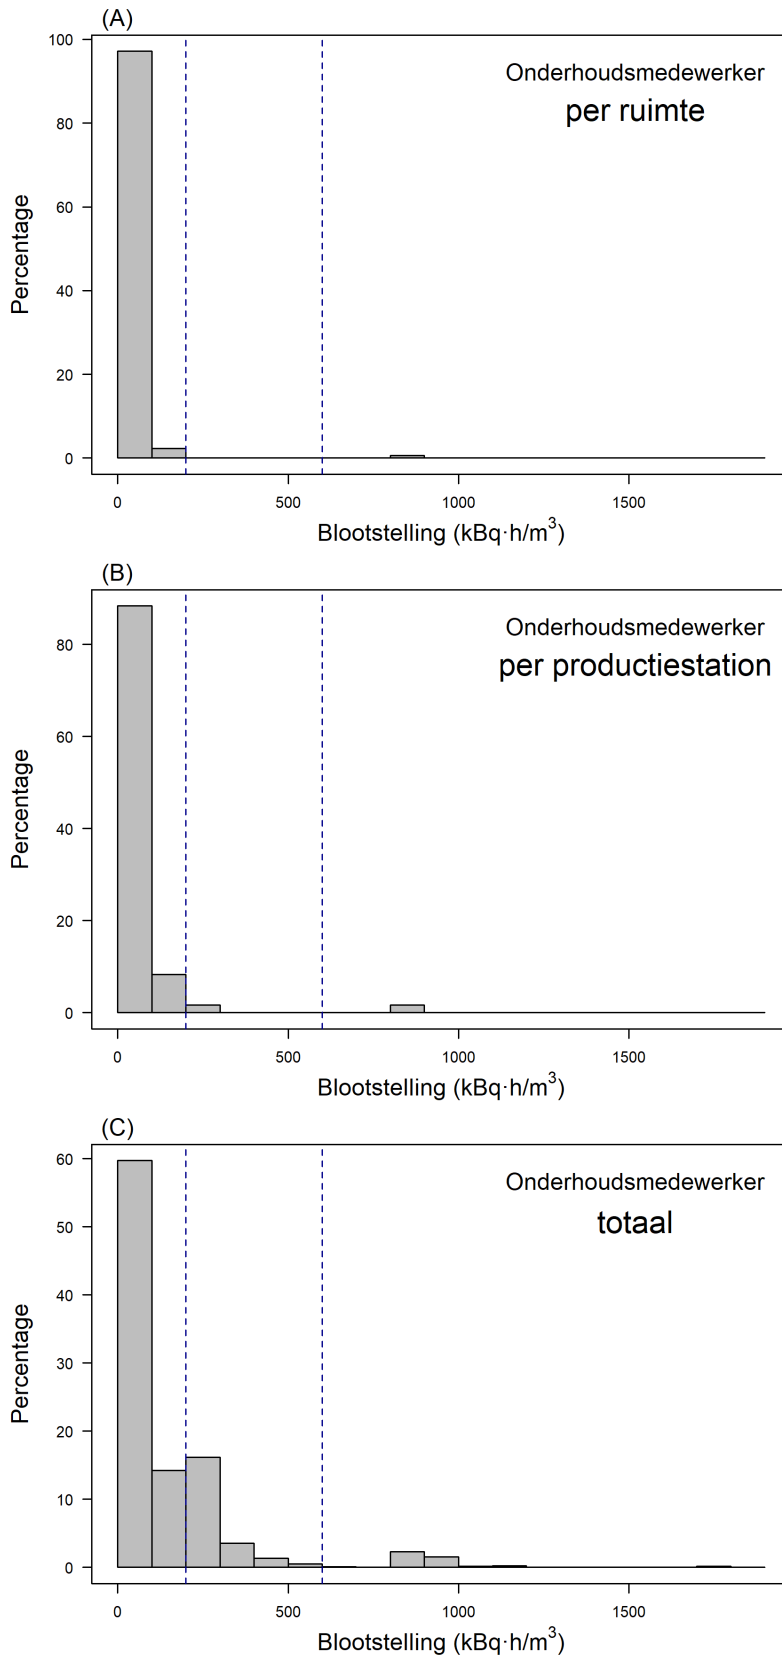 (A)
Onderhoudsmedewerker
per ruimte
Percentage
100
80
60
40
20
0
0 500 1000 1500
Blootstelling (kBq·h/m³)
(B)
Onderhoudsmedewerker
per productiestation
Percentage
80
60
40
20
0
0 500 1000 1500
Blootstelling (kBq·h/m³)
(C)
Onderhoudsmedewerker
totaal
Percentage
60
50
40
30
20
10
0
0 500 1000 1500
Blootstelling (kBq·h/m³)